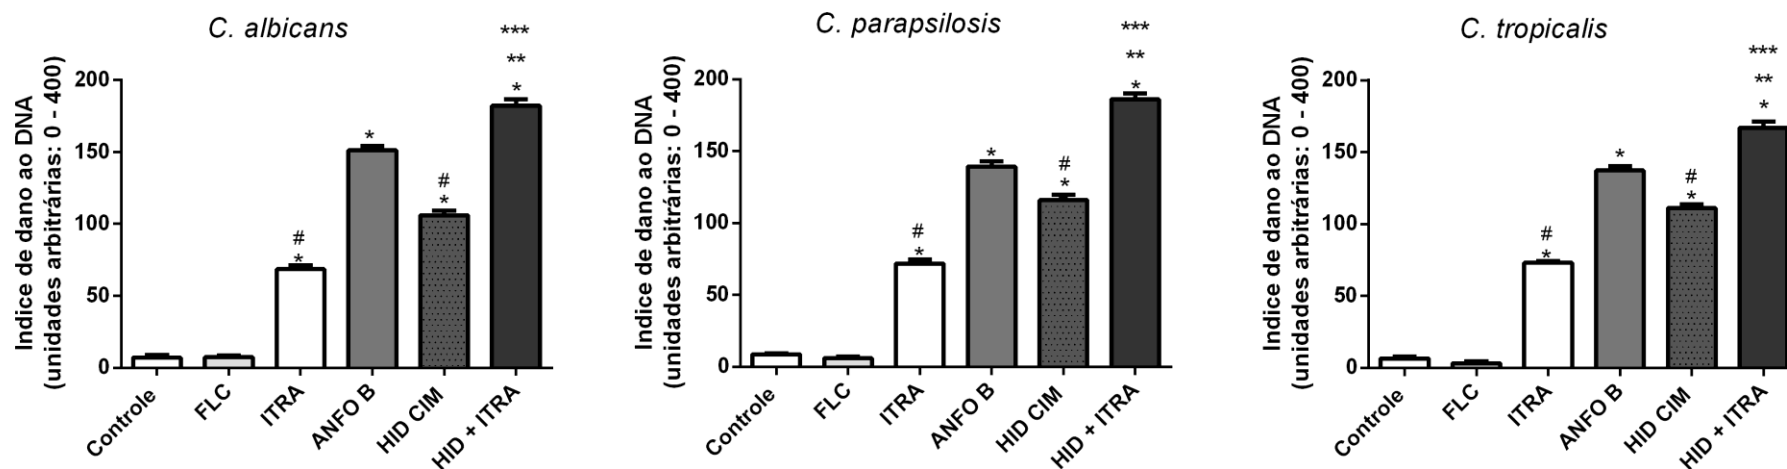 C. albicans
***
**
*
*
#
*
#
*
200
150
100
50
0
Indice de dano ao DNA
(unidades arbitrárias: 0 - 400)
Controle
FLC
ITRA
ANFO B
HID CIM
HID + ITRA
C. parapsilosis
***
**
*
*
#
*
#
*
200
150
100
50
0
Indice de dano ao DNA
(unidades arbitrárias: 0 - 400)
Controle
FLC
ITRA
ANFO B
HID CIM
HID + ITRA
C. tropicalis
***
**
*
*
#
*
#
*
200
150
100
50
0
Indice de dano ao DNA
(unidades arbitrárias: 0 - 400)
Controle
FLC
ITRA
ANFO B
HID CIM
HID + ITRA